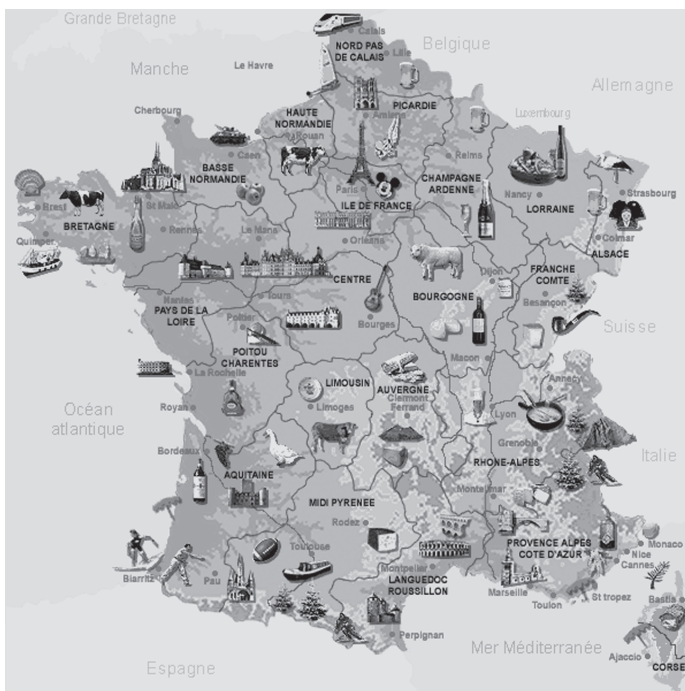 Grande Bretagne
Calais
NORD PAS
DE CALAIS
Lille
Belgique
Manche
Le Havre
Allemagne
Cherbourg
HAUTE
NORMANDIE
Rouan
PICARDIE
Amiens
Luxembourg
Caen
BASSE
NORMANDIE
Reims
CHAMPAGNE
ARDENNE
Paris
ILE DE FRANCE
Nancy
LORRAINE
Strasbourg
Brest
St Malo
BRETAGNE
Rennes
Le Mans
Orléans
Colmar
ALSACE
Quimper
CENTRE
Dijon
FRANCHE
COMTE
Nantes
PAYS DE LA
LOIRE
Tours
BOURGOGNE
Besançon
Poitier
Bourges
Suisse
POITOU
CHARENTES
Macon
La Rochelle
LIMOUSIN
AUVERGNE
Clermont
Ferrand
Annecy
Océan
atlantique
Royan
Limoges
Lyon
Bordeaux
Grenoble
Italie
AQUITAINE
RHONE-ALPES
Montelimar
MIDI PYRENEE
Rodez
Toulouse
PROVENCE ALPES
COTE D'AZUR
Monaco
Nice
Cannes
Biarritz
Pau
Montpelier
LANGUEDOC
ROUSSILLON
Marseille
Toulon
St tropez
Bastia
Perpignan
Mer Méditerranée
Ajaccio
CORSE
Espagne